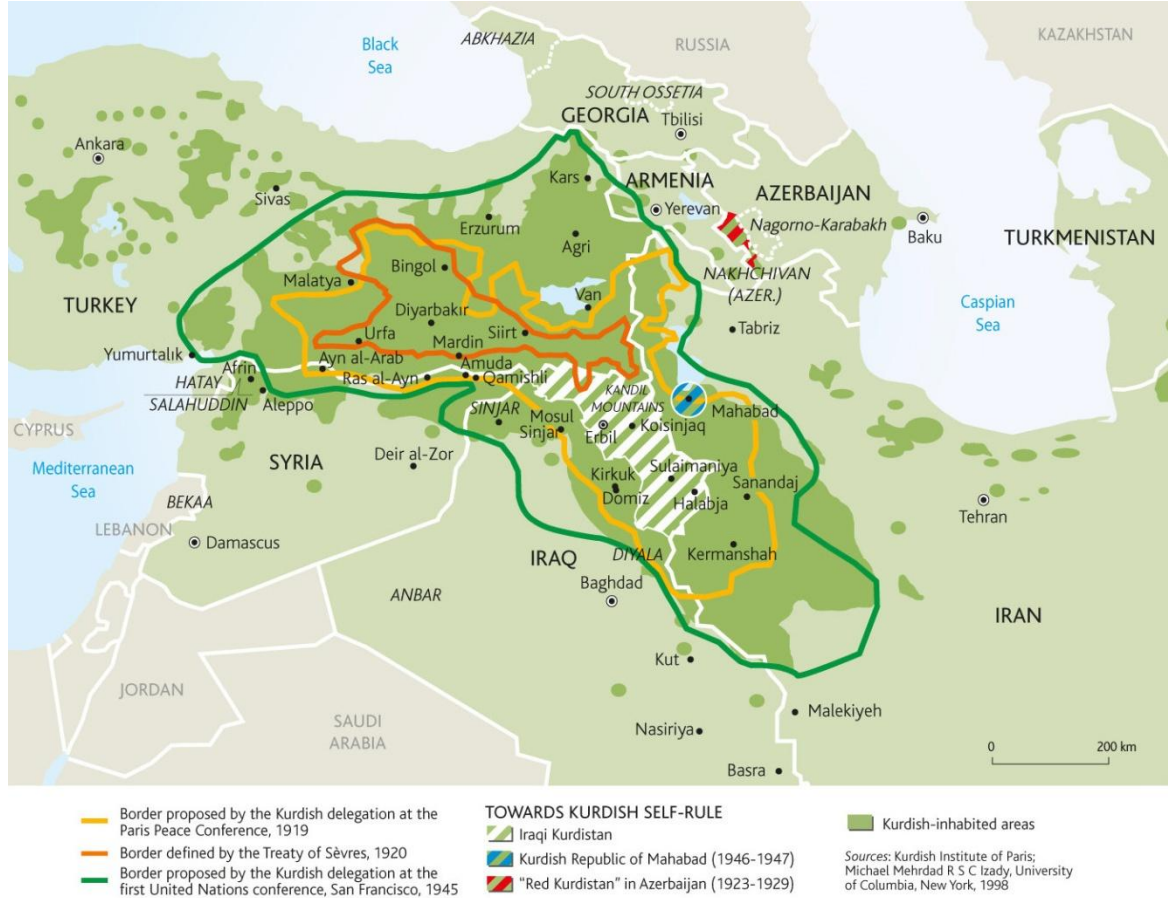 Black
Sea
ABKHAZIA
RUSSIA
KAZAKHSTAN
SOUTH OSSETIA
GEORGIA
Tbilisi
Ankara
Sivas
Kars
ARMENIA
AZERBAIJAN
Yerevan
Nagorno-Karabakh
Baku
TURKMENISTAN
Erzurum
Agri
Bingol
Malatya
NAKHCHIVAN
(AZER.)
TURKEY
Diyarbakır
Van
Caspian
Sea
Tabriz
Urfa
Siirt
Mardin
Yumurtalık
Ayn al-Arab
Amuda
Afrin
Ras al-Ayn
Qamishli
HATAY
SALAHUDDIN
Aleppo
SINJAR
KANDIL
MOUNTAINS
Mahabad
Mosul
Sinjar
Erbil
Koisinjaq
CYPRUS
SYRIA
Deir al-Zor
Mediterranean
Sea
Kirkuk
Domiz
Sulaimaniya
Halabja
Sanandaj
BEKAA
Tehran
LEBANON
Damascus
IRAQ
DIYALA
Kermanshah
ANBAR
Baghdad
IRAN
Kut
JORDAN
SAUDI
ARABIA
Nasiriya
Malekiyeh
Basra
0 200 km
Border proposed by the Kurdish delegation at the
Paris Peace Conference, 1919
Border defined by the Treaty of Sèvres, 1920
Border proposed by the Kurdish delegation at the
first United Nations conference, San Francisco, 1945
TOWARDS KURDISH SELF-RULE
Iraqi Kurdistan
Kurdish Republic of Mahabad (1946-1947)
“Red Kurdistan” in Azerbaijan (1923-1929)
Kurdish-inhabited areas
Sources: Kurdish Institute of Paris;
Michael Mehrdad R S C Izady, University
of Columbia, New York, 1998